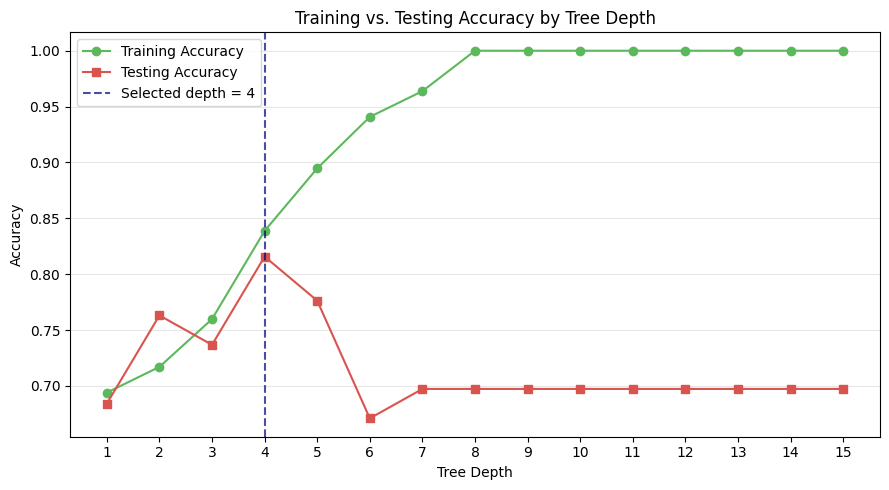 Training vs. Testing Accuracy by Tree Depth
Training Accuracy
Testing Accuracy
Selected depth = 4
Accuracy
1.00
0.95
0.90
0.85
0.80
0.75
0.70
1 2 3 4 5 6 7 8 9 10 11 12 13 14 15
Tree Depth